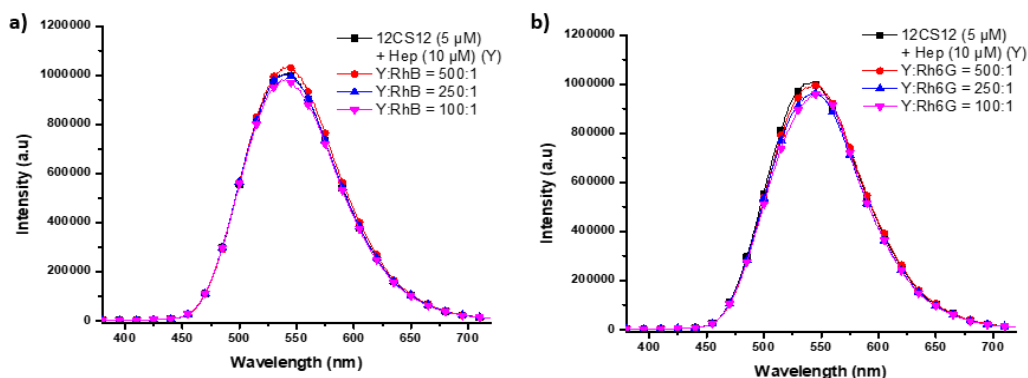 a)
1200000
1000000
800000
600000
400000
200000
0
Intensity (a.u)
400 450 500 550 600 650 700
Wavelength (nm)
12CS12 (5 µM)
+ Hep (10 µM) (Y)
Y:RhB = 500:1
Y:RhB = 250:1
Y:RhB = 100:1
b)
1200000
1000000
800000
600000
400000
200000
0
Intensity (a.u)
400 450 500 550 600 650 700
Wavelength (nm)
12CS12 (5 µM)
+ Hep (10 µM) (Y)
Y:Rh6G = 500:1
Y:Rh6G = 250:1
Y:Rh6G = 100:1